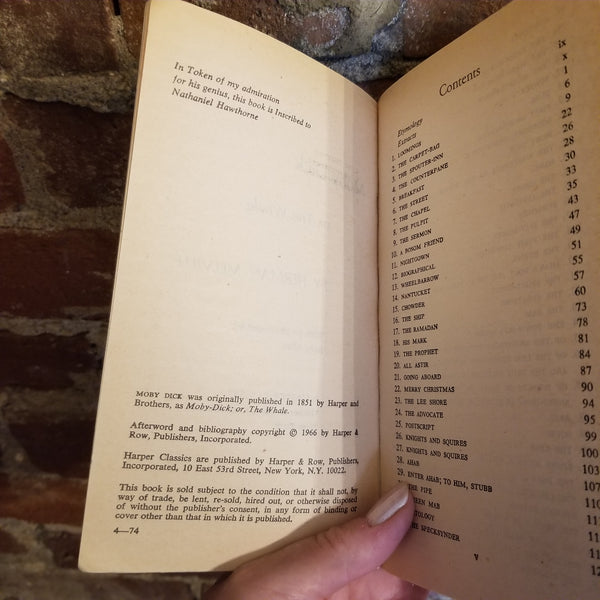 In Token of my admiration
for his genius, this book is Inscribed to
Nathaniel Hawthorne
MOBY DICK was originally published in 1851 by Harper and
Brothers, as Moby-Dick; or, The Whale.
Afterword and bibliography copyright © 1966 by Harper &
Row, Publishers, Incorporated.
Harper Classics are published by Harper & Row, Publishers,
Incorporated, 10 East 53rd Street, New York, N.Y. 10022.
This book is sold subject to the condition that it shall not, by
way of trade, be lent, re-sold, hired out, or otherwise disposed
of without the publisher's consent, in any form of binding or
cover other than that in which it is published.
4—74
Contents
Etymology ix
Extracts x
1. LOOMINGS 1
2. THE CARPET-BAG 6
3. THE SPOUTER-INN 9
4. THE COUNTERPANE 22
5. BREAKFAST 26
6. THE STREET 28
7. THE CHAPEL 30
8. THE PULPIT 33
9. THE SERMON 35
10. A BOSOM FRIEND 43
11. NIGHTGOWN 47
12. BIOGRAPHICAL 49
13. WHEELBARROW 51
14. NANTUCKET 55
15. CHOWDER 57
16. THE SHIP 60
17. THE RAMADAN 73
18. HIS MARK 78
19. THE PROPHET 81
20. ALL ASTIR 84
21. GOING ABOARD 87
22. MERRY CHRISTMAS 90
23. THE LEE SHORE 94
24. THE ADVOCATE 95
25. POSTSCRIPT 99
26. KNIGHTS AND SQUIRES 100
27. KNIGHTS AND SQUIRES 103
28. AHAB 107
29. ENTER AHAB; TO HIM, STUBB 110
THE PIPE
MAB
SPECKSYNDER
v